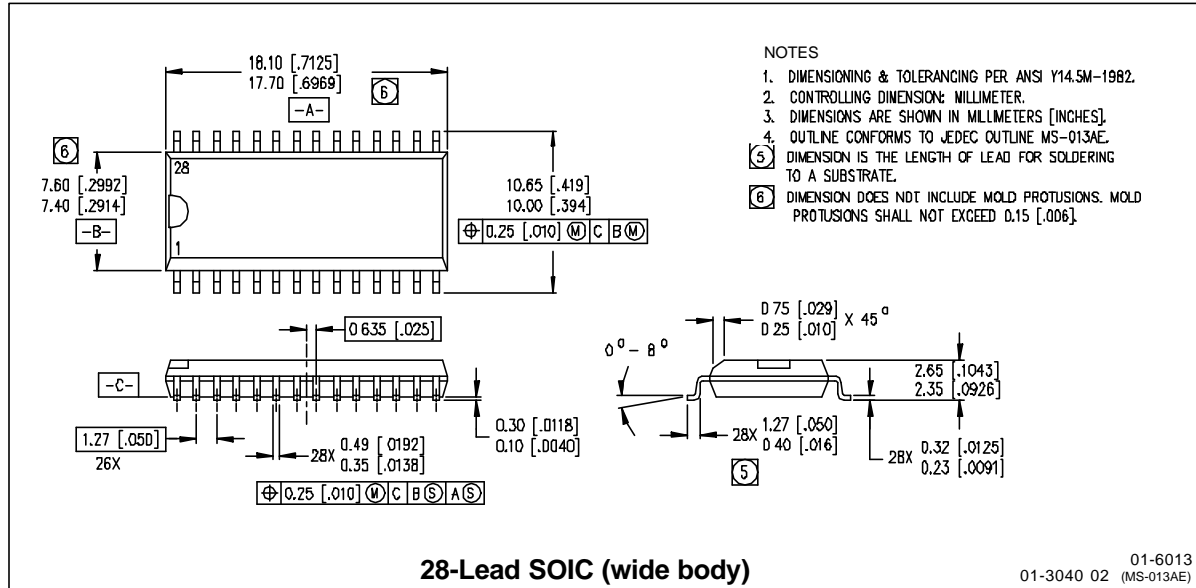 18.10 [.7125]
17.70 [.6969]
-A-
6
6
28
7.60 [.2992]
7.40 [.2914]
-B-
1
10.65 [.419]
10.00 [.394]
⌖ 0.25 [.010] Ⓜ C B Ⓜ
NOTES
1. DIMENSIONING & TOLERANCING PER ANSI Y14.5M-1982.
2. CONTROLLING DIMENSION: MILLIMETER.
3. DIMENSIONS ARE SHOWN IN MILLIMETERS [INCHES].
4. OUTLINE CONFORMS TO JEDEC OUTLINE MS-013AE.
5 DIMENSION IS THE LENGTH OF LEAD FOR SOLDERING
TO A SUBSTRATE.
6 DIMENSION DOES NOT INCLUDE MOLD PROTUSIONS. MOLD
PROTUSIONS SHALL NOT EXCEED 0.15 [.006].
0 635 [.025]
-C-
1.27 [.050]
26X
28X 0.49 [.0192]
0.35 [.0138]
0.30 [.0118]
0.10 [.0040]
⌖ 0.25 [.010] Ⓜ C B Ⓢ A Ⓢ
0° - 8°
0 75 [.029]
0 25 [.010] X 45°
2.65 [.1043]
2.35 [.0926]
28X 1.27 [.050]
0 40 [.016]
5
28X 0.32 [.0125]
0.23 [.0091]
28-Lead SOIC (wide body)
01-6013
01-3040 02 (MS-013AE)